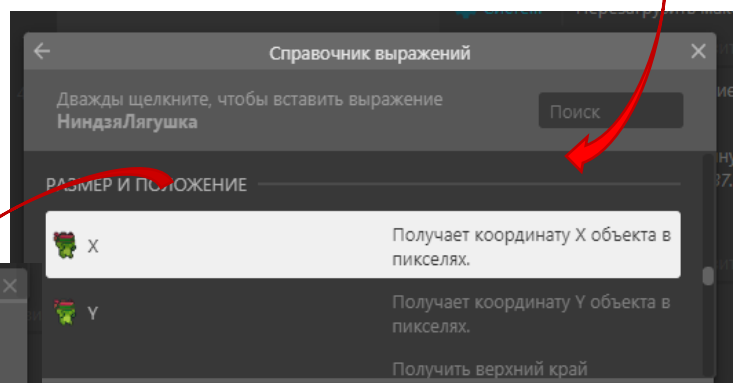 Справочник выражений
Дважды щелкните, чтобы вставить выражение
НиндзяЛягушка
Поиск
РАЗМЕР И ПОЛОЖЕНИЕ
X
Получает координату X объекта в
пикселях.
Y
Получает координату Y объекта в
пикселях.
Получить верхний край